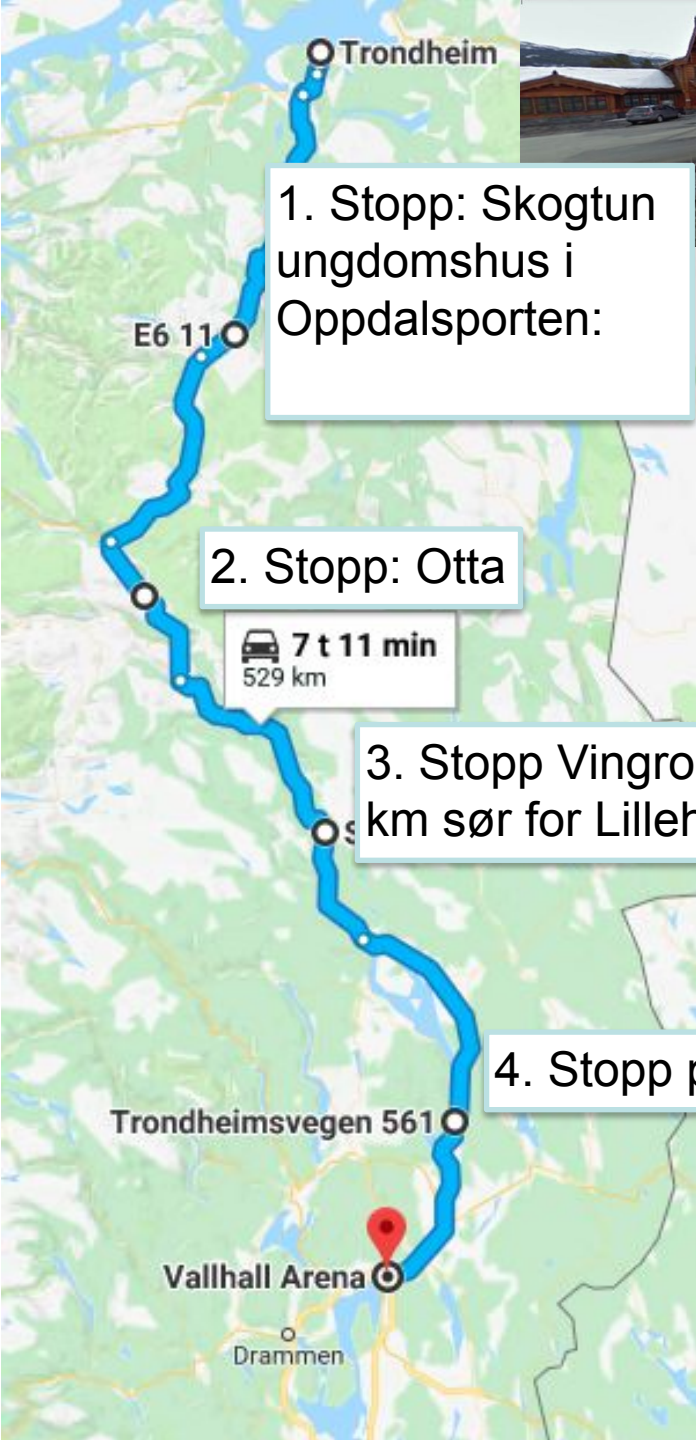 Trondheim
1. Stopp: Skogtun
ungdomshus i
Oppdalsporten:
E6 11
2. Stopp: Otta
7 t 11 min
529 km
3. Stopp Vingro
km sør for Lilleh
4. Stopp
Trondheimsvegen 561
Vallhall Arena
Drammen